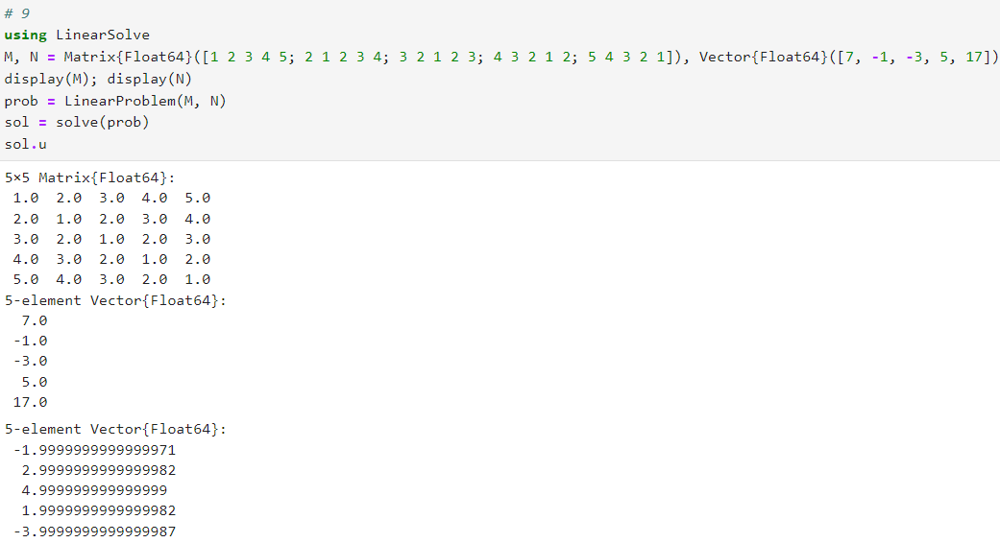 # 9
using LinearSolve
M, N = Matrix{Float64}([1 2 3 4 5; 2 1 2 3 4; 3 2 1 2 3; 4 3 2 1 2; 5 4 3 2 1]), Vector{Float64}([7, -1, -3, 5, 17])
display(M); display(N)
prob = LinearProblem(M, N)
sol = solve(prob)
sol.u
5×5 Matrix{Float64}:
1.0 2.0 3.0 4.0 5.0
2.0 1.0 2.0 3.0 4.0
3.0 2.0 1.0 2.0 3.0
4.0 3.0 2.0 1.0 2.0
5.0 4.0 3.0 2.0 1.0
5-element Vector{Float64}:
7.0
-1.0
-3.0
5.0
17.0
5-element Vector{Float64}:
-1.9999999999999971
2.9999999999999982
4.999999999999999
1.9999999999999982
-3.9999999999999987